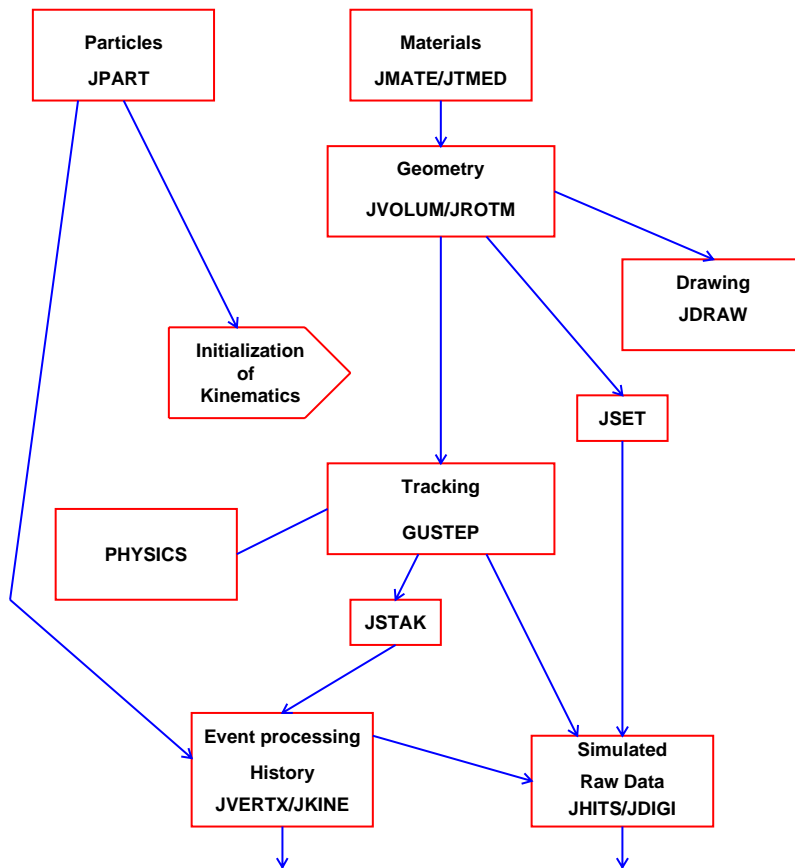 Particles
JPART
Materials
JMATE/JTMED
Geometry
JVOLUM/JROTM
Drawing
JDRAW
Initialization
of
Kinematics
JSET
Tracking
GUSTEP
PHYSICS
JSTAK
Event processing
History
JVERTX/JKINE
Simulated
Raw Data
JHITS/JDIGI